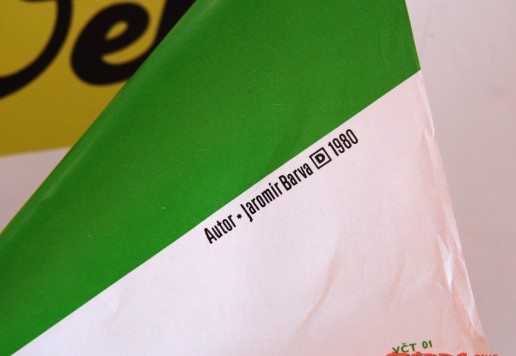 Autor • Jaromír Barva D 1980
VČT 01